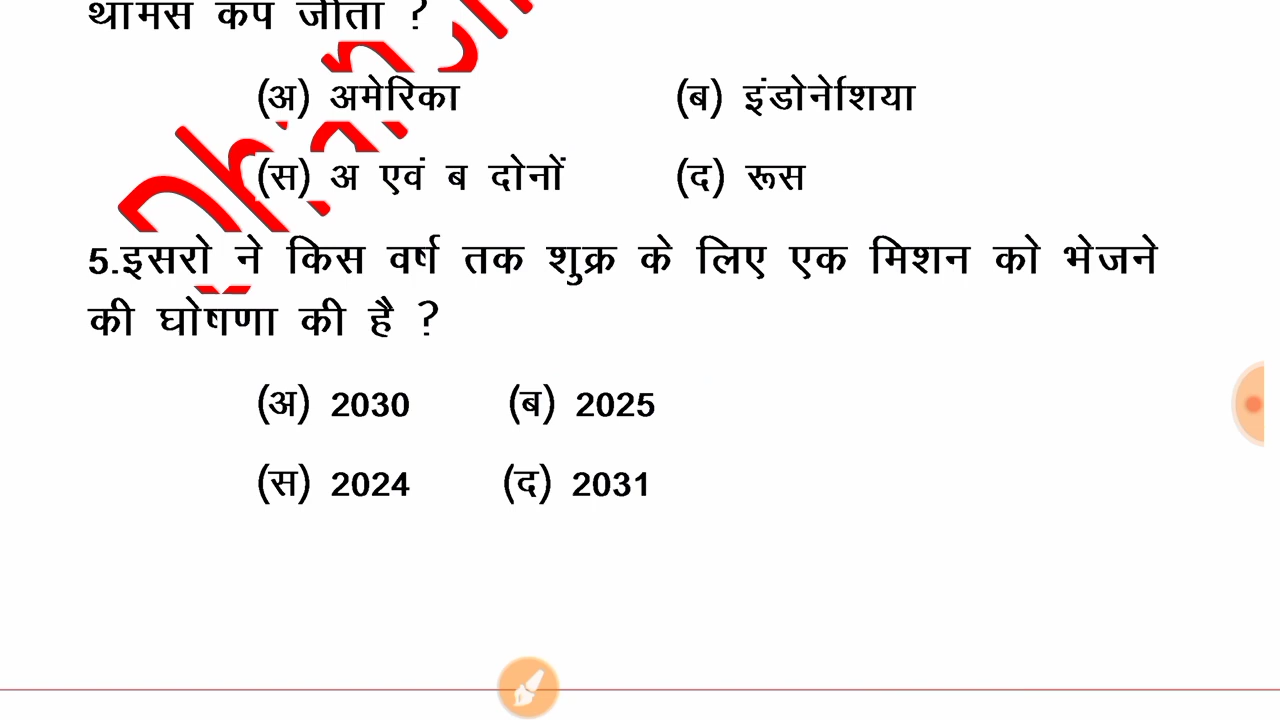 थामस कप जीता ?
(अ) अमेरिका (ब) इंडोनेशिया
(स) अ एवं ब दोनों (द) रूस
5.इसरो ने किस वर्ष तक शुक्र के लिए एक मिशन को भेजने
की घोषणा की है ?
(अ) 2030 (ब) 2025
(स) 2024 (द) 2031